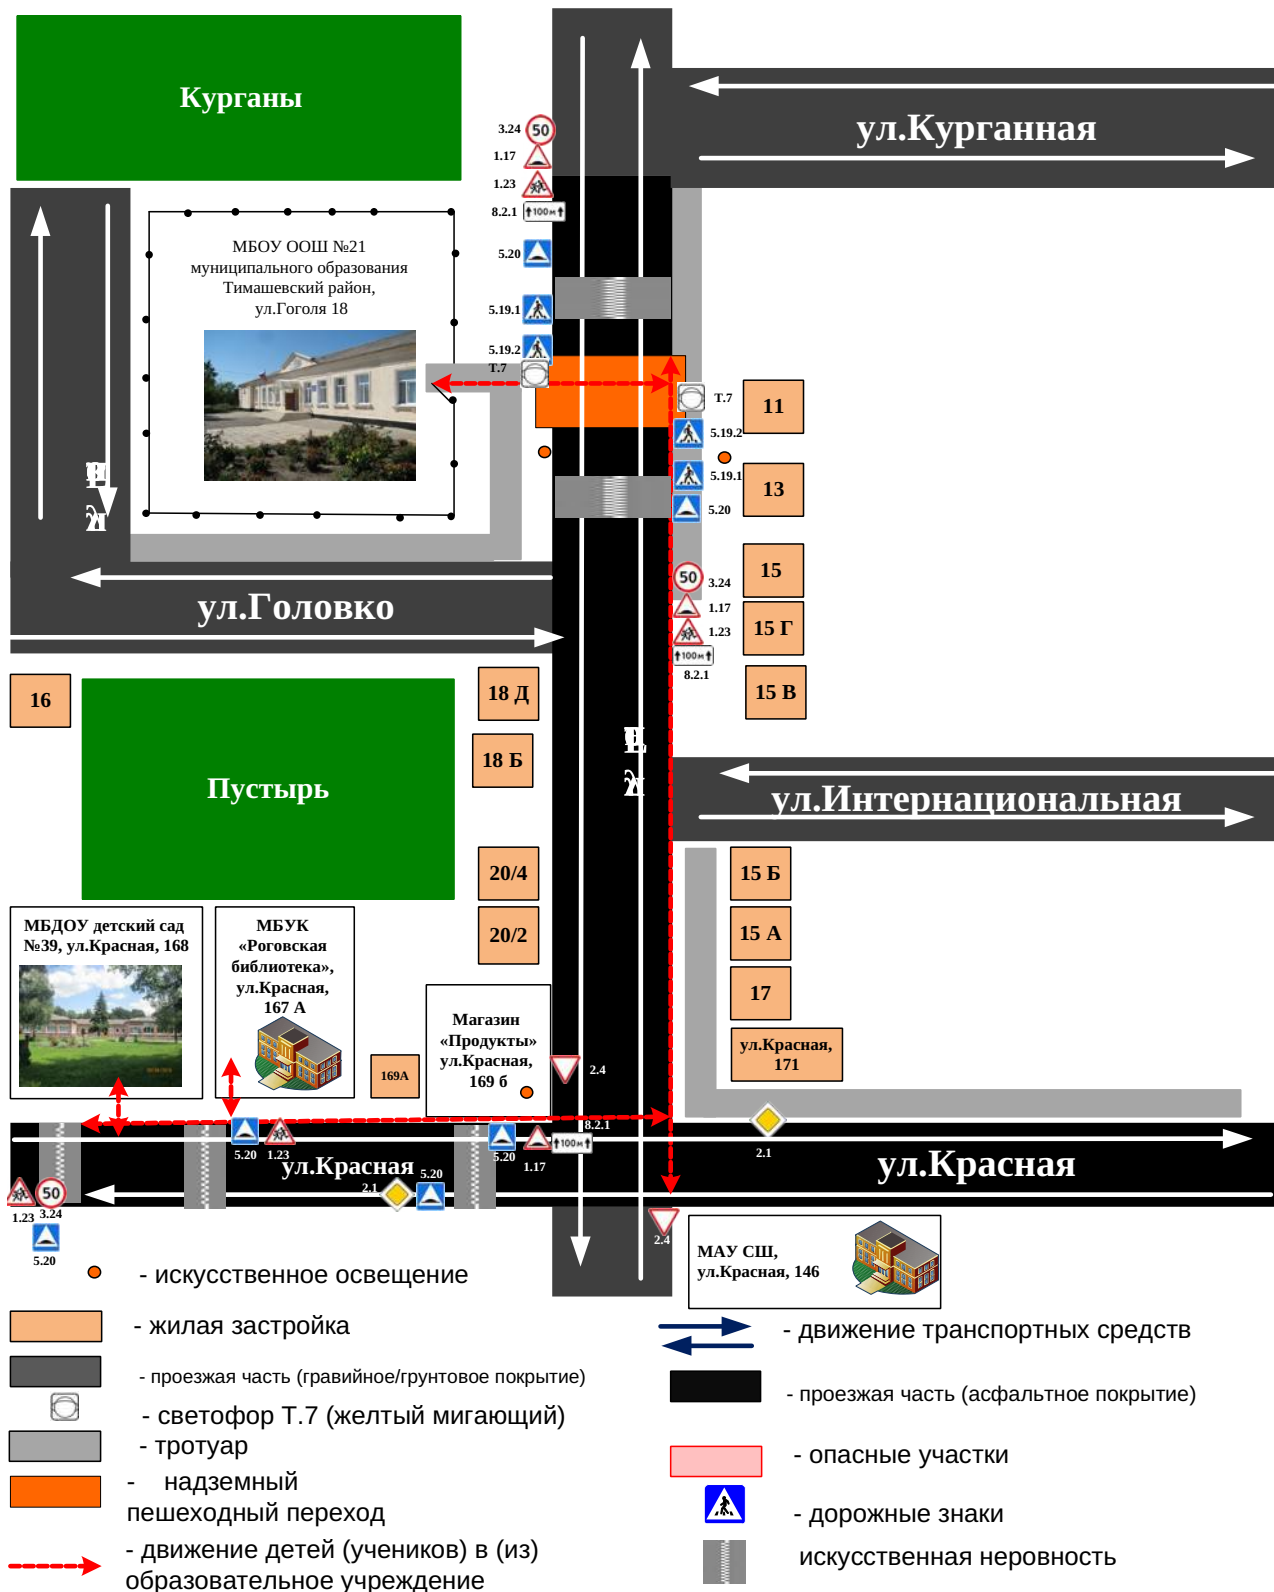 Курганы
ул.Курганная
3.24
50
1.17
1.23
8.2.1
100м
5.20
5.19.1
5.19.2
Т.7
МБОУ ООШ №21
муниципального образования
Тимашевский район,
ул.Гоголя 18
Т.7
5.19.2
5.19.1
5.20
50
3.24
1.17
1.23
100м
8.2.1
11
13
15
15 Г
15 В
ул.Головко
16
Пустырь
18 Д
18 Б
20/4
20/2
ул.Интернациональная
15 Б
15 А
17
ул.Красная,
171
МБДОУ детский сад
№39, ул.Красная, 168
МБУК
«Роговская
библиотека»,
ул.Красная,
167 А
169А
Магазин
«Продукты»
ул.Красная,
169 б
2.4
8.2.1
100м
5.20
1.23
5.20
1.17
2.1
ул.Красная
ул.Красная
2.1
5.20
50
1.23
3.24
5.20
2.4
МАУ СШ,
ул.Красная, 146
- искусственное освещение
- жилая застройка
- проезжая часть (гравийное/грунтовое покрытие)
- светофор Т.7 (желтый мигающий)
- тротуар
- надземный
пешеходный переход
- движение детей (учеников) в (из)
образовательное учреждение
- движение транспортных средств
- проезжая часть (асфальтное покрытие)
- опасные участки
- дорожные знаки
искусственная неровность